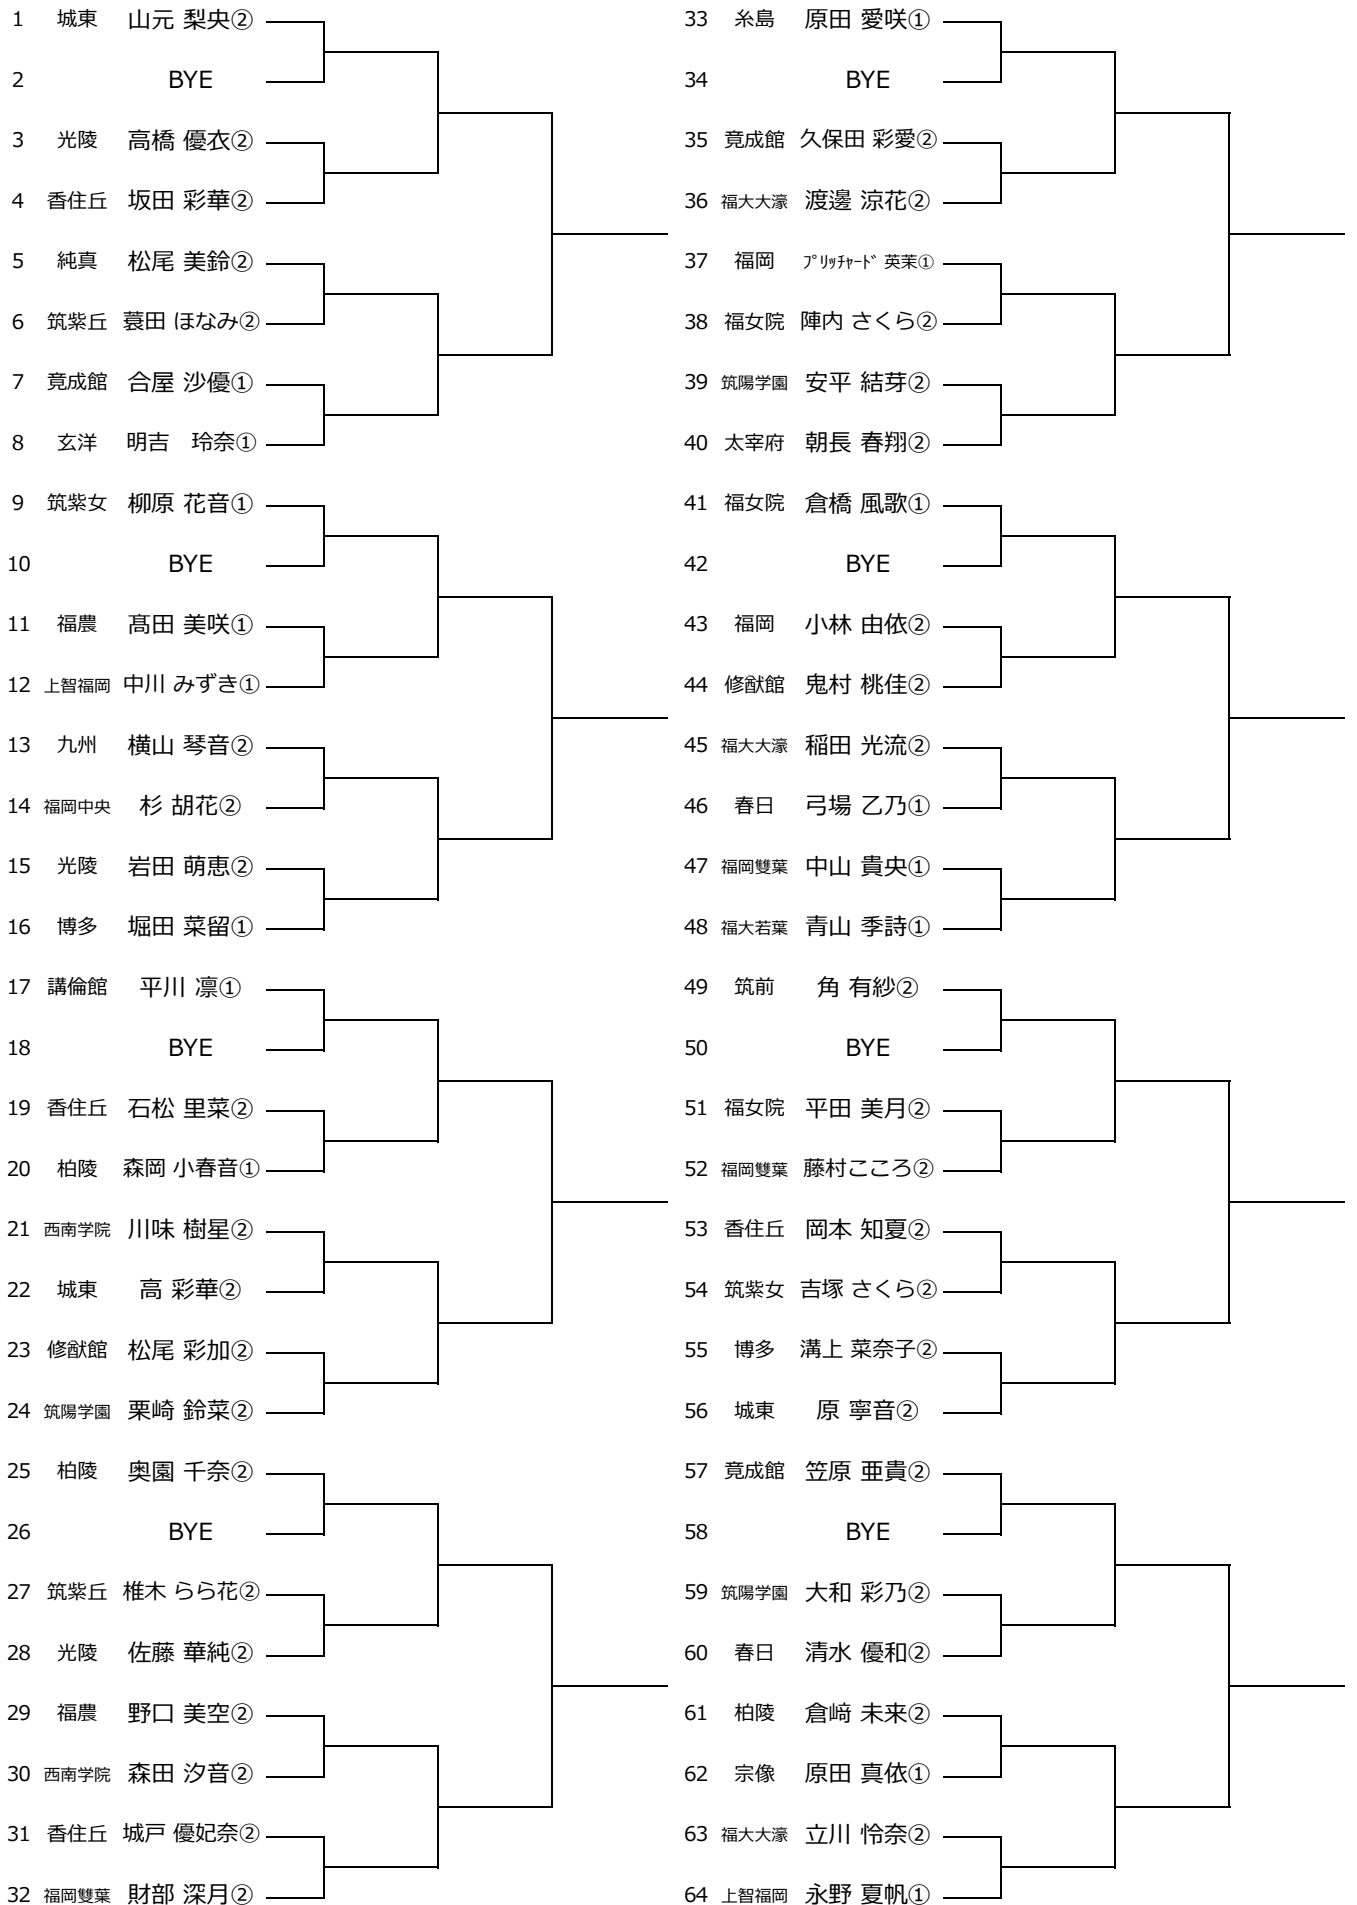 1 城東 山元 梨央②
2 BYE
3 光陵 高橋 優衣②
4 香住丘 坂田 彩華②
5 純真 松尾 美鈴②
6 筑紫丘 蓑田 ほなみ②
7 竟成館 合屋 沙優①
8 玄洋 明吉　玲奈①
9 筑紫女 柳原 花音①
10 BYE
11 福農 髙田 美咲①
12 上智福岡 中川 みずき①
13 九州 横山 琴音②
14 福岡中央 杉 胡花②
15 光陵 岩田 萌恵②
16 博多 堀田 菜留①
17 講倫館 平川 凛①
18 BYE
19 香住丘 石松 里菜②
20 柏陵 森岡 小春音①
21 西南学院 川味 樹星②
22 城東 高 彩華②
23 修猷館 松尾 彩加②
24 筑陽学園 栗崎 鈴菜②
25 柏陵 奥園 千奈②
26 BYE
27 筑紫丘 椎木 らら花②
28 光陵 佐藤 華純②
29 福農 野口 美空②
30 西南学院 森田 汐音②
31 香住丘 城戸 優妃奈②
32 福岡雙葉 財部 深月②
33 糸島 原田 愛咲①
34 BYE
35 竟成館 久保田 彩愛②
36 福大大濠 渡邊 涼花②
37 福岡 ﾌﾟﾘｯﾁｬｰﾄﾞ 英茉①
38 福女院 陣内 さくら②
39 筑陽学園 安平 結芽②
40 太宰府 朝長 春翔②
41 福女院 倉橋 風歌①
42 BYE
43 福岡 小林 由依②
44 修猷館 鬼村 桃佳②
45 福大大濠 稲田 光流②
46 春日 弓場 乙乃①
47 福岡雙葉 中山 貴央①
48 福大若葉 青山 季詩①
49 筑前 角 有紗②
50 BYE
51 福女院 平田 美月②
52 福岡雙葉 藤村こころ②
53 香住丘 岡本 知夏②
54 筑紫女 吉塚 さくら②
55 博多 溝上 菜奈子②
56 城東 原 寧音②
57 竟成館 笠原 亜貴②
58 BYE
59 筑陽学園 大和 彩乃②
60 春日 清水 優和②
61 柏陵 倉﨑 未来②
62 宗像 原田 真依①
63 福大大濠 立川 怜奈②
64 上智福岡 永野 夏帆①